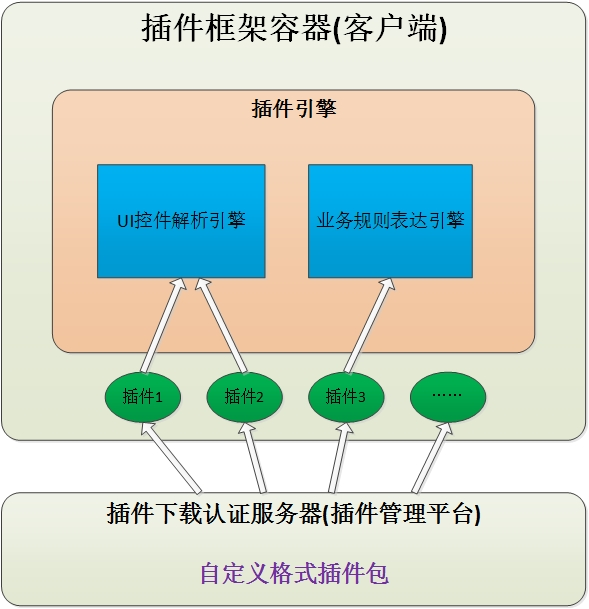 插件框架容器(客户端)
插件引擎
UI控件解析引擎
业务规则表达引擎
插件1
插件2
插件3
……
插件下载认证服务器(插件管理平台)
自定义格式插件包